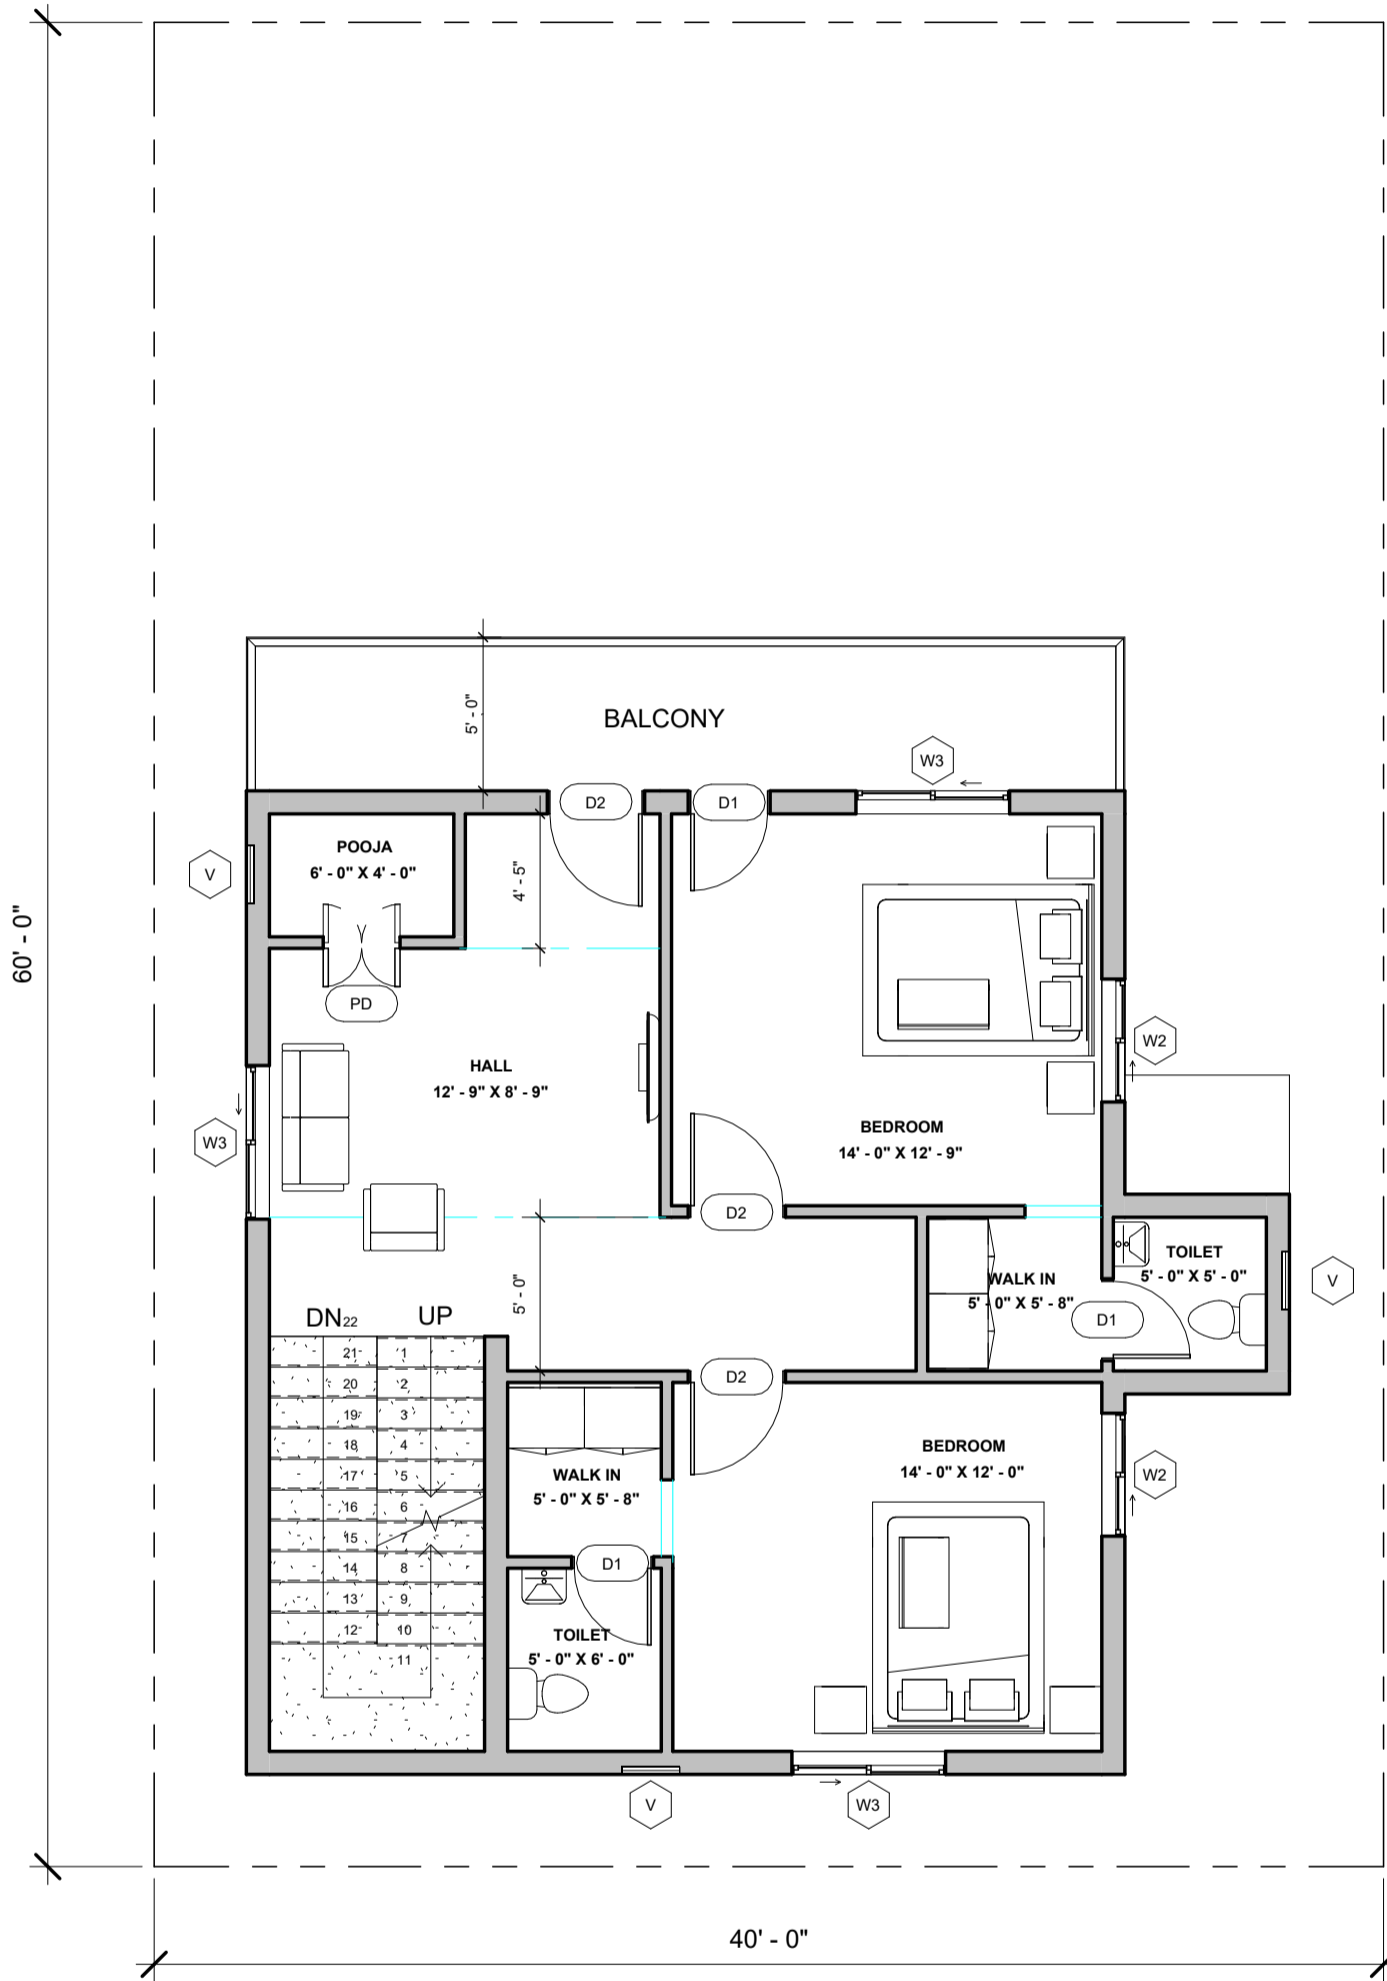 60' - 0"
5' - 0"
BALCONY
W3
D2
D1
POOJA
6' - 0" X 4' - 0"
V
4' - 5"
PD
HALL
12' - 9" X 8' - 9"
W2
W3
BEDROOM
14' - 0" X 12' - 9"
D2
TOILET
5' - 0" X 5' - 0"
WALK IN
5' - 0" X 5' - 8"
V
D1
5' - 0"
DN22
UP
21 1
20 2
19 3
18 4
17 5
16 6
15 7
14 8
13 9
12 10
11
D2
BEDROOM
14' - 0" X 12' - 0"
W2
WALK IN
5' - 0" X 5' - 8"
D1
TOILET
5' - 0" X 6' - 0"
V
W3
40' - 0"